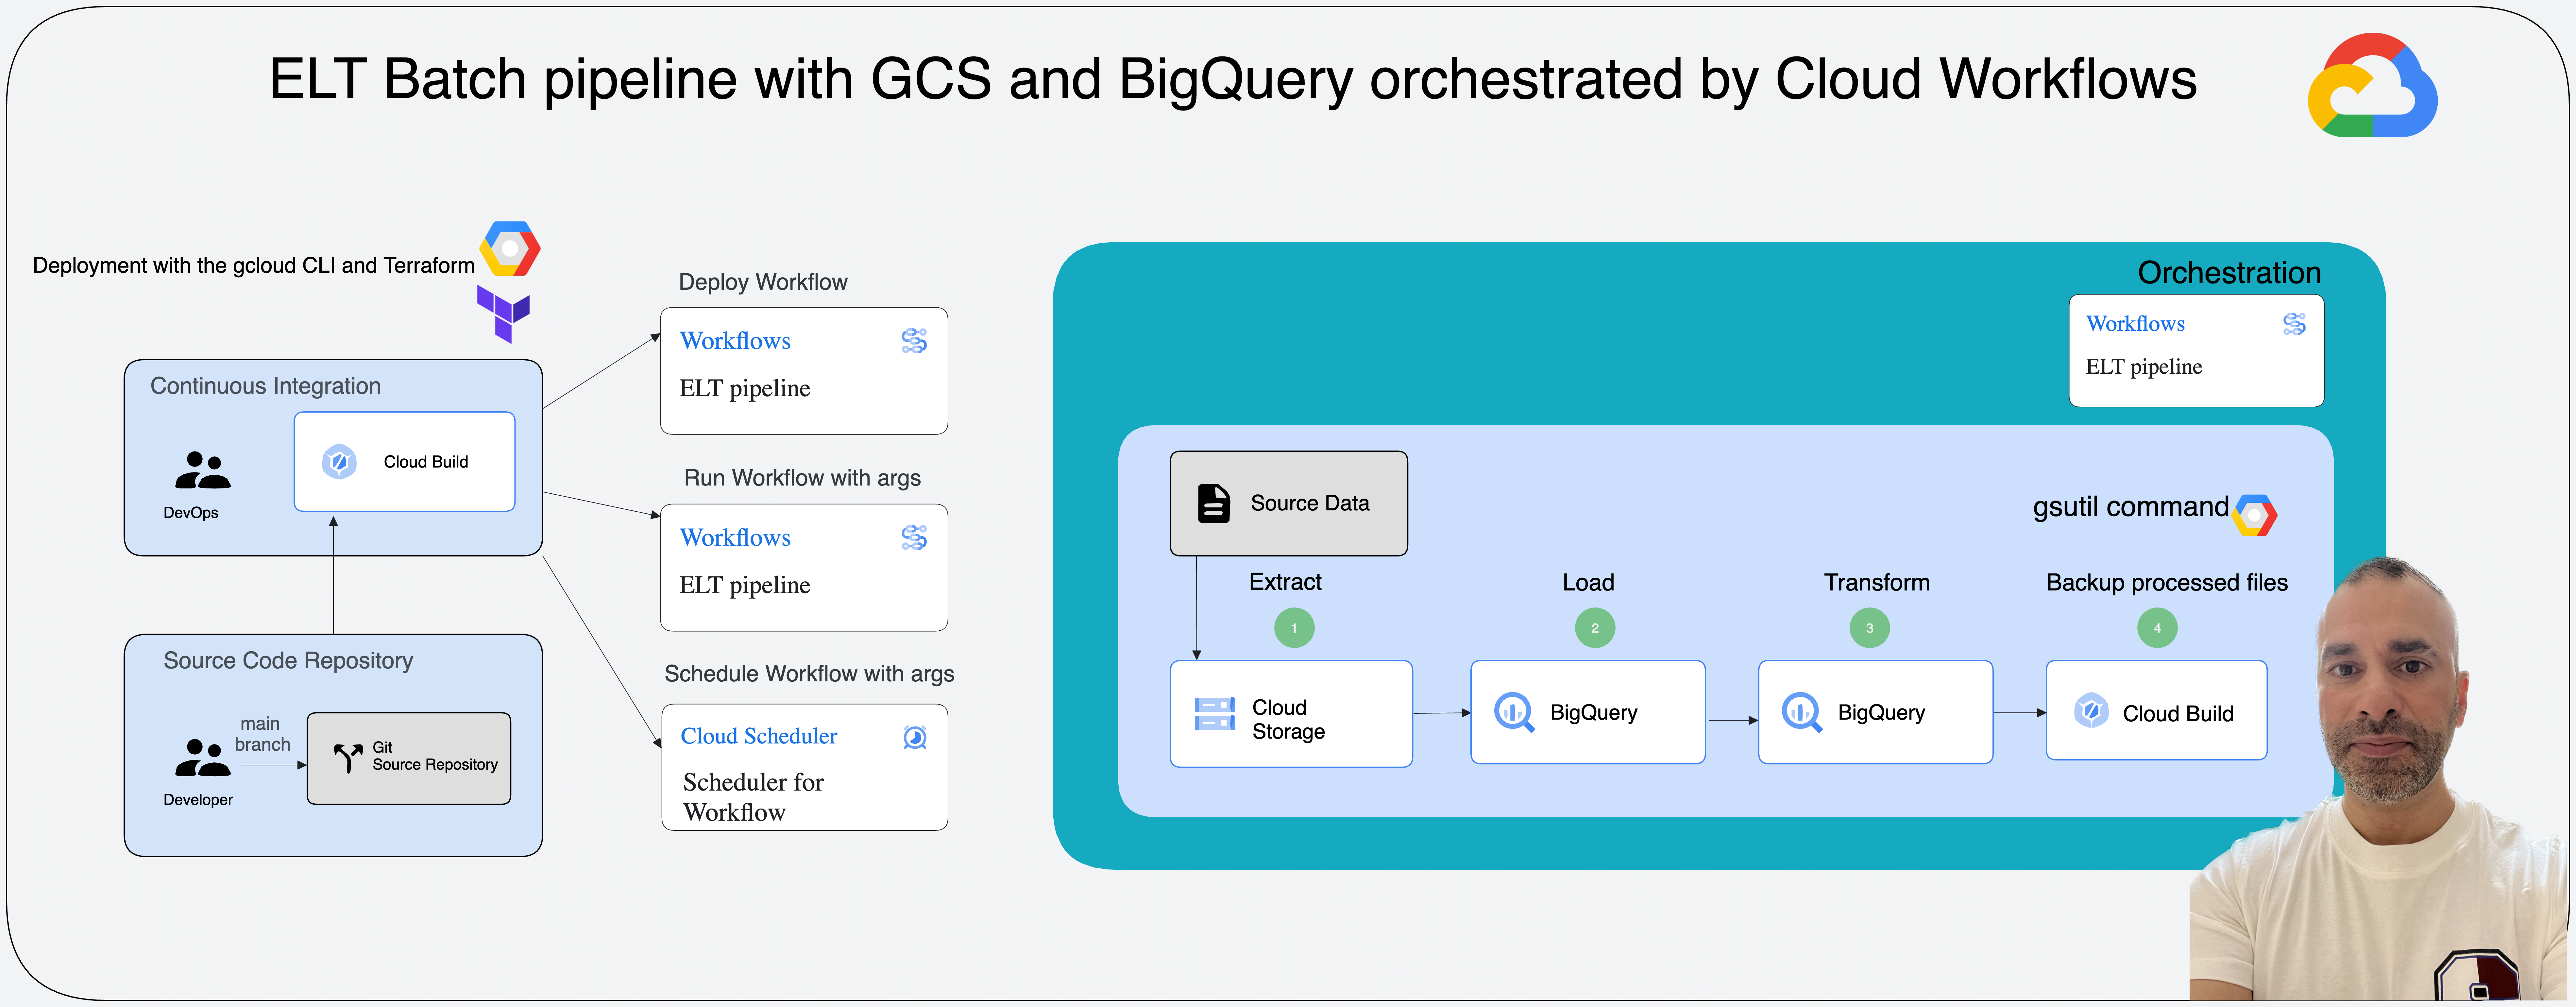 ELT Batch pipeline with GCS and BigQuery orchestrated by Cloud Workflows
Deployment with the gcloud CLI and Terraform
Continuous Integration
Cloud Build
DevOps
Source Code Repository
main
branch
Git
Source Repository
Developer
Deploy Workflow
Workflows
ELT pipeline
Run Workflow with args
Workflows
ELT pipeline
Schedule Workflow with args
Cloud Scheduler
Scheduler for
Workflow
Orchestration
Workflows
ELT pipeline
Source Data
gsutil command
Extract
Load
Transform
Backup processed files
1
2
3
4
Cloud
Storage
BigQuery
BigQuery
Cloud Build